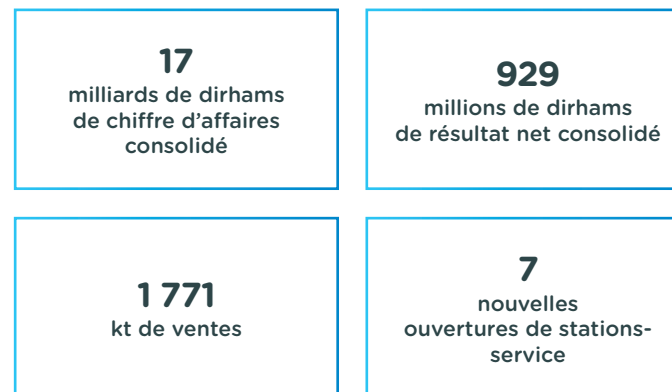 17
milliards de dirhams
de chiffre d’affaires
consolidé
929
millions de dirhams
de résultat net consolidé
1 771
kt de ventes
7
nouvelles
ouvertures de stations-
service